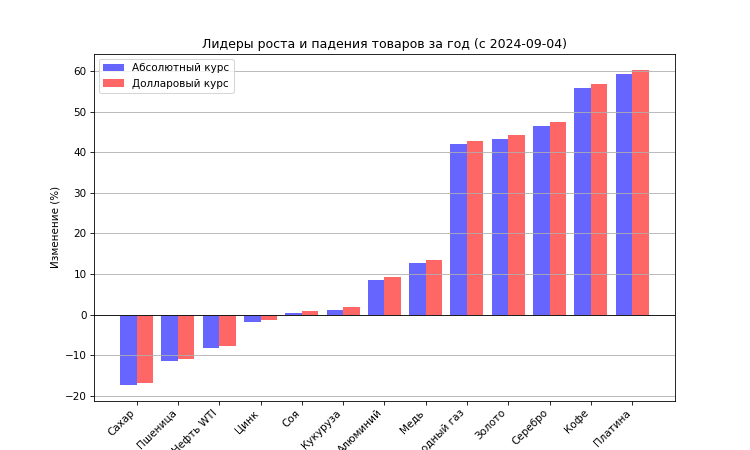 Лидеры роста и падения товаров за год (с 2024-09-04)
Абсолютный курс
Долларовый курс
Изменение (%)
60
50
40
30
20
10
0
−10
−20
Сахар
Пшеница
Нефть WTI
Цинк
Соя
Кукуруза
Алюминий
Медь
одный газ
Золото
Серебро
Кофе
Платина